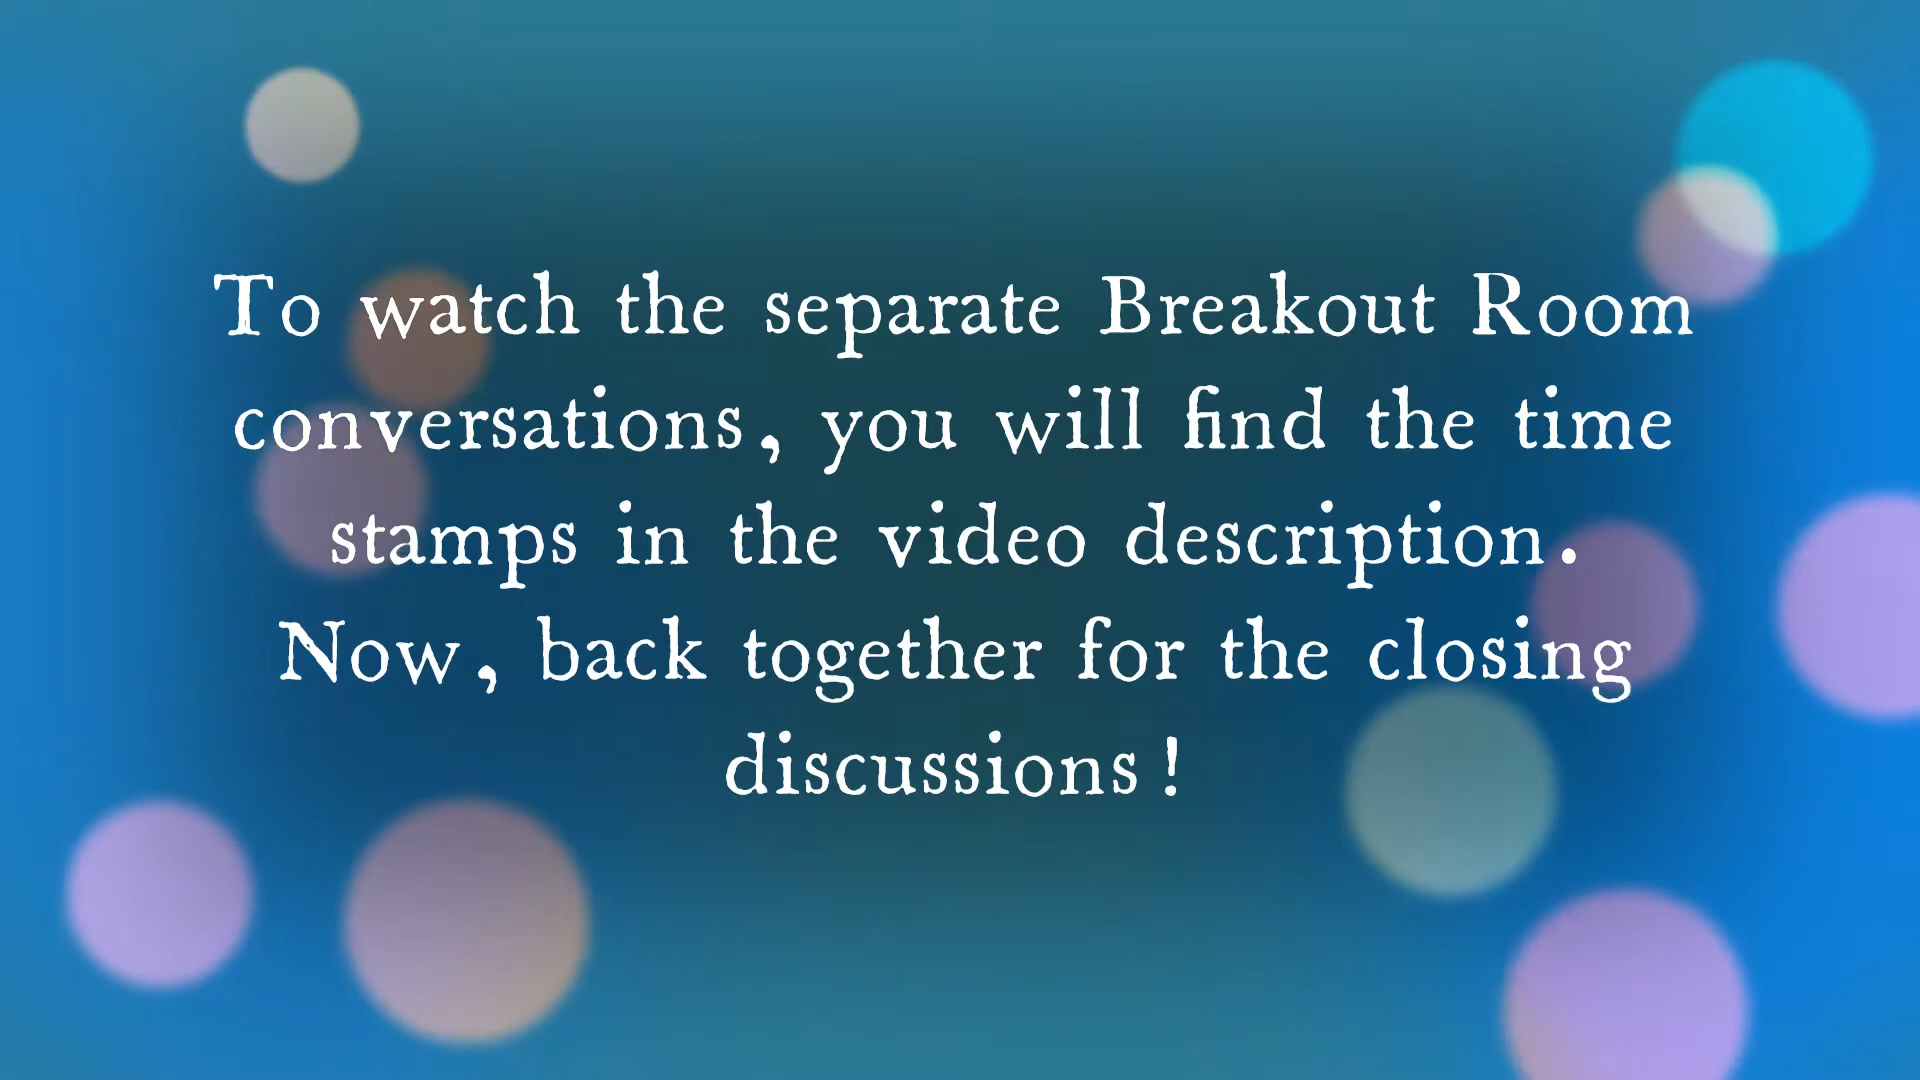 To watch the separate Breakout Room
conversations, you will find the time
stamps in the video description.
Now, back together for the closing
discussions!